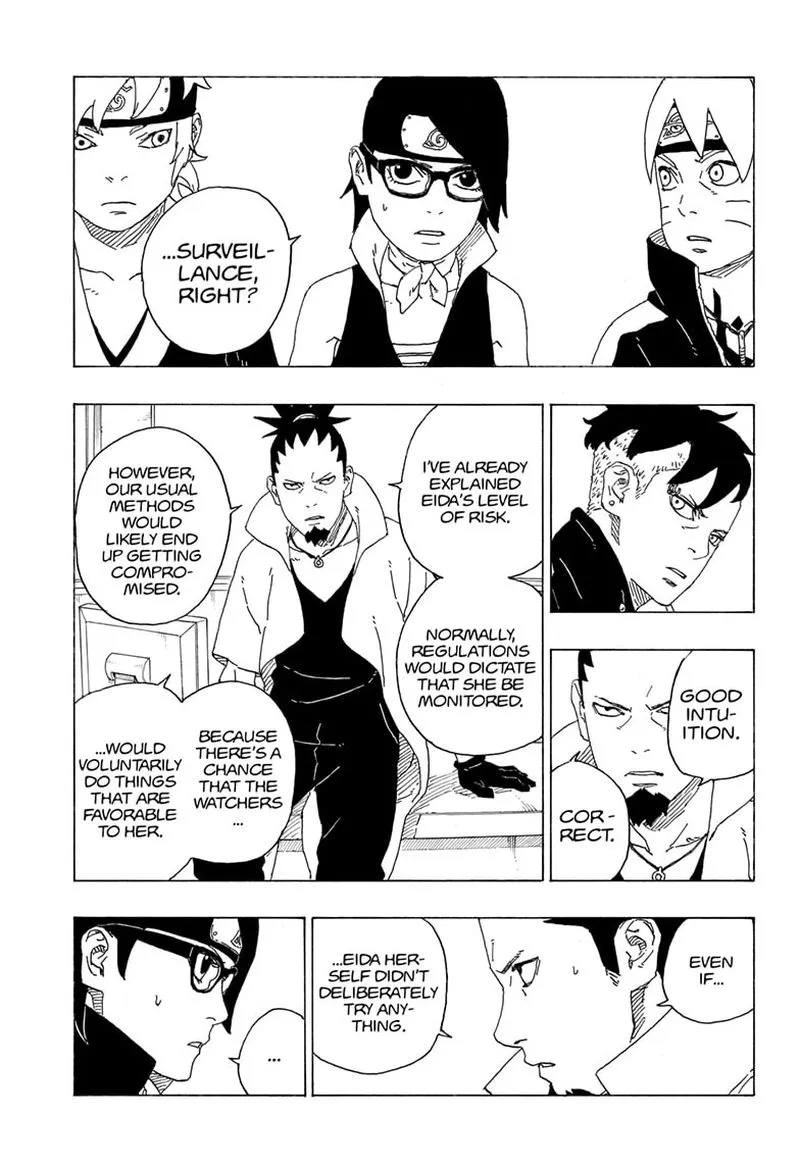 ...SURVEIL-
LANCE,
RIGHT?
GOOD
INTU-
ITION.
COR-
RECT.
I'VE ALREADY
EXPLAINED
EIDA'S LEVEL
OF RISK.
NORMALLY,
REGULATIONS
WOULD DICTATE
THAT SHE BE
MONITORED.
HOWEVER,
OUR USUAL
METHODS
WOULD
LIKELY END
UP GETTING
COMPRO-
MISED.
BECAUSE
THERE'S A
CHANCE
THAT THE
WATCHERS
...
...WOULD
VOLUNTARILY
DO THINGS
THAT ARE
FAVORABLE
TO HER.
EVEN
IF...
...EIDA HER-
SELF DIDN'T
DELIBERATELY
TRY ANY-
THING.
...